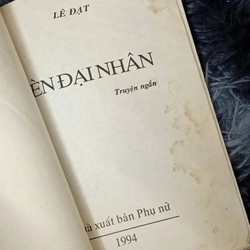 LÊ ĐẠT
ÈN ĐẠI NHÂN
Truyện ngắn
xuất bản Phụ nữ
1994